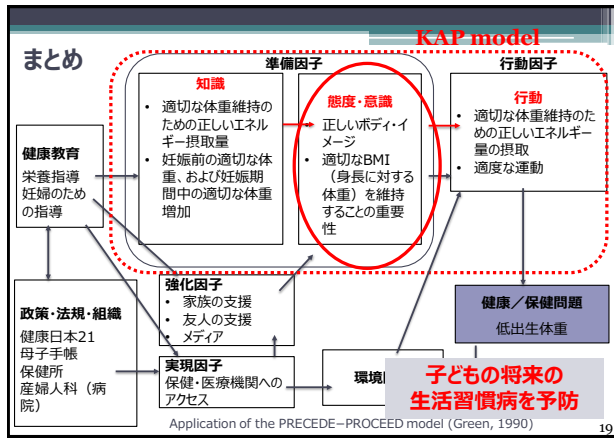 KAP model
まとめ
準備因子
行動因子
知識
• 適切な体重維持の
ための正しいエネル
ギー摂取量
• 妊娠前の適切な体
重、および妊娠期
間中の適切な体重
増加
態度・意識
• 正しいボディ・イ
メージ
• 適切なBMI
（身長に対する
体重）を維持
することの重要
性
行動
• 適切な体重維持のた
めの正しいエネルギー
量の摂取
• 適度な運動
健康教育
栄養指導
妊婦のため
の指導
政策・法規・組織
健康日本21
母子手帳
保健所
産婦人科（病
院）
強化因子
• 家族の支援
• 友人の支援
• メディア
実現因子
保健・医療機関への
アクセス
環境
健康／保健問題
低出生体重
子どもの将来の
生活習慣病を予防
Application of the PRECEDE–PROCEED model (Green, 1990)
19